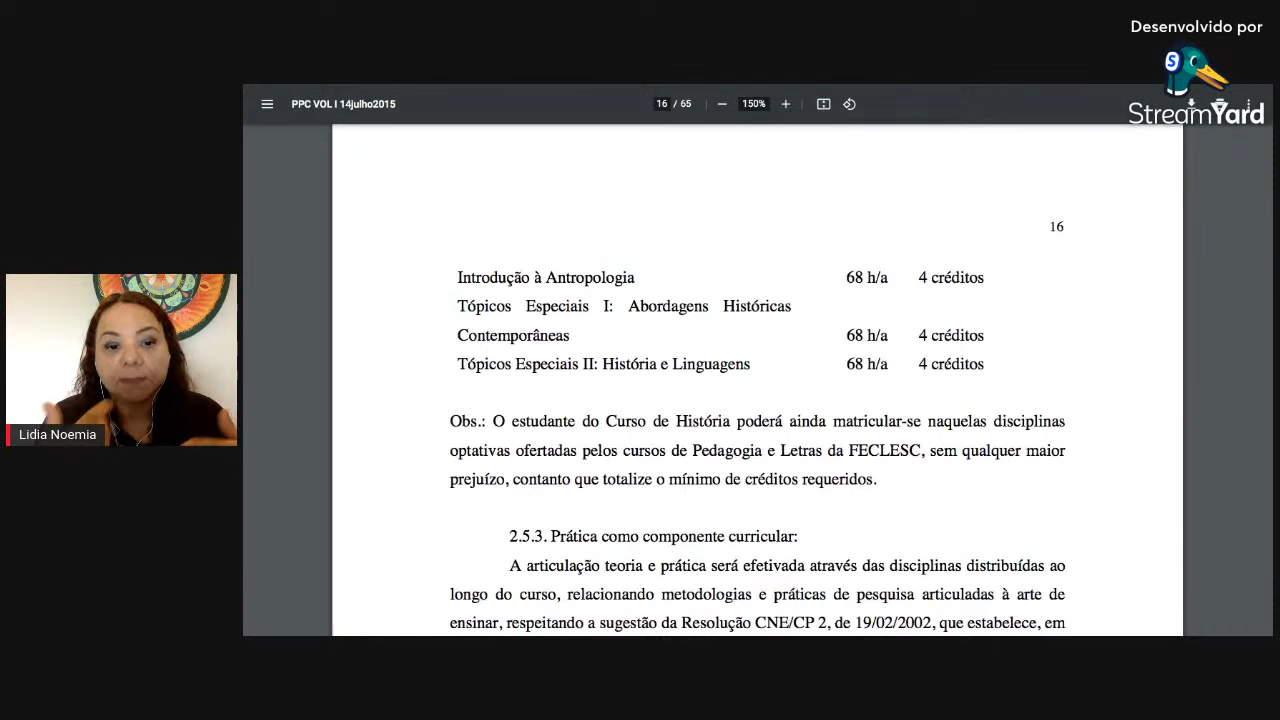 Desenvolvido por
StreamYard
PPC VOL I 14julho2015
16 / 65
150%
16
Introdução à Antropologia 68 h/a 4 créditos
Tópicos Especiais I: Abordagens Históricas
Contemporâneas 68 h/a 4 créditos
Tópicos Especiais II: História e Linguagens 68 h/a 4 créditos
Obs.: O estudante do Curso de História poderá ainda matricular-se naquelas disciplinas
optativas ofertadas pelos cursos de Pedagogia e Letras da FECLESC, sem qualquer maior
prejuízo, contanto que totalize o mínimo de créditos requeridos.
2.5.3. Prática como componente curricular:
A articulação teoria e prática será efetivada através das disciplinas distribuídas ao
longo do curso, relacionando metodologias e práticas de pesquisa articuladas à arte de
ensinar, respeitando a sugestão da Resolução CNE/CP 2, de 19/02/2002, que estabelece, em
Lidia Noemia